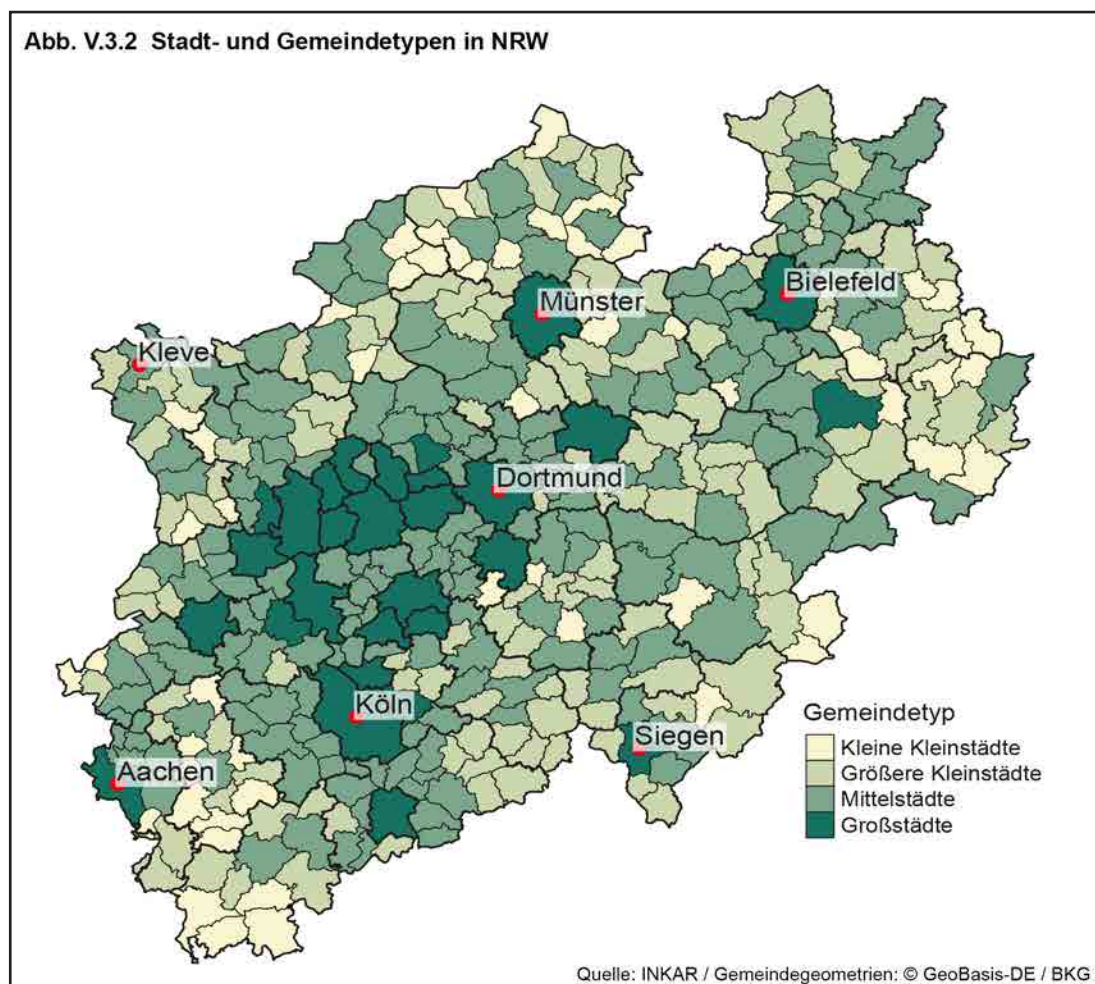 Abb. V.3.2 Stadt- und Gemeindetypen in NRW
Bielefeld
Münster
Kleve
Dortmund
Köln
Siegen
Aachen
Gemeindetyp
Kleine Kleinstädte
Größere Kleinstädte
Mittelstädte
Großstädte
Quelle: INKAR / Gemeindegeometrien: © GeoBasis-DE / BKG